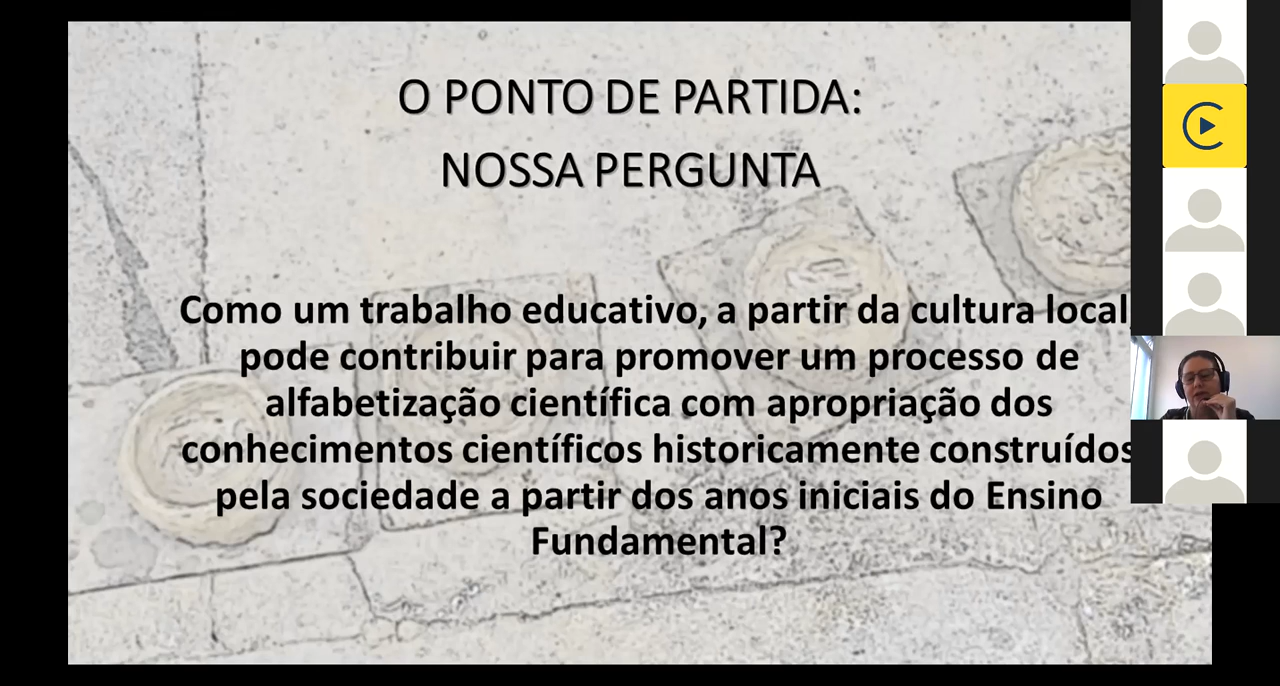 O PONTO DE PARTIDA:
NOSSA PERGUNTA
Como um trabalho educativo, a partir da cultura local,
pode contribuir para promover um processo de
alfabetização científica com apropriação dos
conhecimentos científicos historicamente construídos
pela sociedade a partir dos anos iniciais do Ensino
Fundamental?